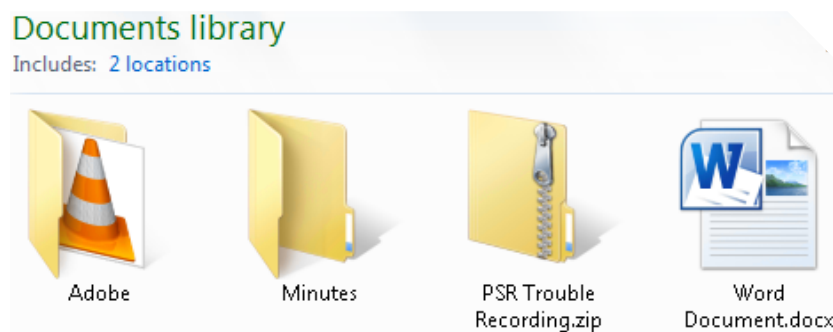 Documents library
Includes: 2 locations
W
Adobe
Minutes
PSR Trouble
Recording.zip
Word
Document.docx